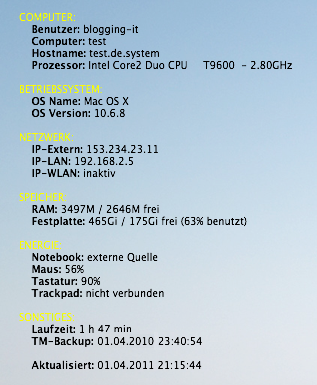 COMPUTER:
Benutzer: blogging-it
Computer: test
Hostname: test.de.system
Prozessor: Intel Core2 Duo CPU T9600 - 2.80GHz
BETRIEBSSYSTEM:
OS Name: Mac OS X
OS Version: 10.6.8
NETZWERK:
IP-Extern: 153.234.23.11
IP-LAN: 192.168.2.5
IP-WLAN: inaktiv
SPEICHER:
RAM: 3497M / 2646M frei
Festplatte: 465Gi / 175Gi frei (63% benutzt)
ENERGIE:
Notebook: externe Quelle
Maus: 56%
Tastatur: 90%
Trackpad: nicht verbunden
SONSTIGES:
Laufzeit: 1 h 47 min
TM-Backup: 01.04.2010 23:40:54
Aktualisiert: 01.04.2011 21:15:44